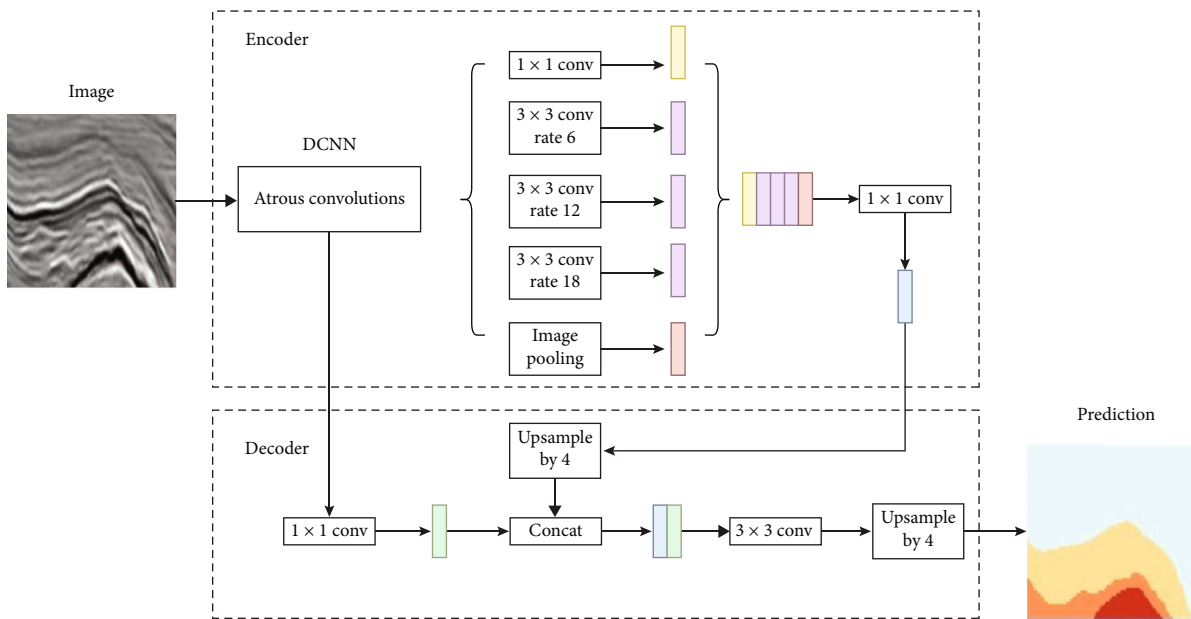 Encoder
Image
DCNN
Atrous convolutions
1 × 1 conv
3 × 3 conv
rate 6
3 × 3 conv
rate 12
3 × 3 conv
rate 18
Image
pooling
1 × 1 conv
Decoder
Upsample
by 4
1 × 1 conv
Concat
3 × 3 conv
Upsample
by 4
Prediction